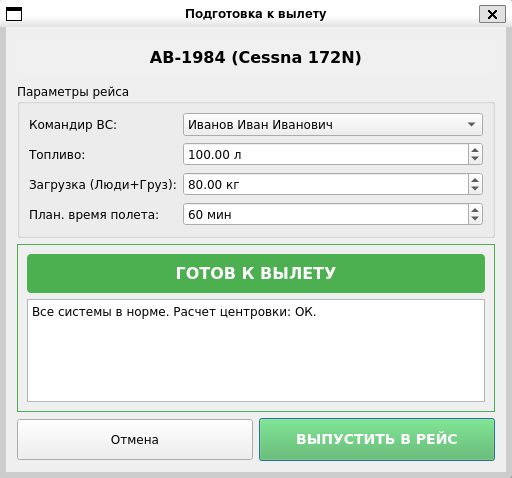 Подготовка к вылету
AB-1984 (Cessna 172N)
Параметры рейса
Командир ВС: Иванов Иван Иванович
Топливо: 100.00 л
Загрузка (Люди+Груз): 80.00 кг
План. время полета: 60 мин
ГОТОВ К ВЫЛЕТУ
Все системы в норме. Расчет центровки: ОК.
Отмена ВЫПУСТИТЬ В РЕЙС